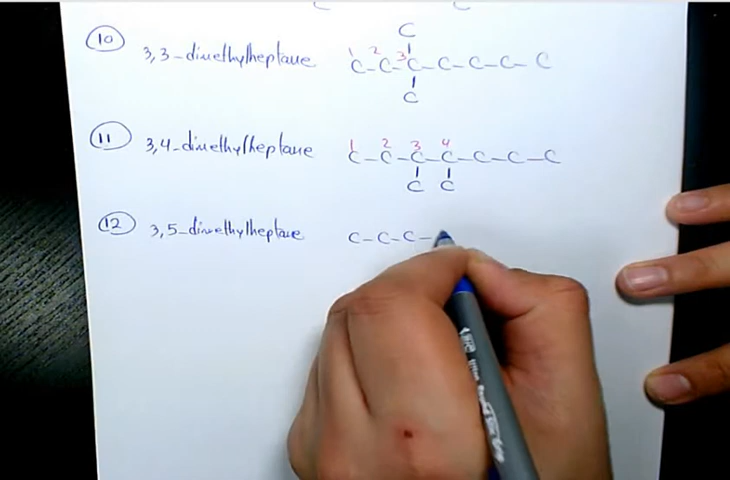 C
10 3,3-dimethylheptane 1 2 3 C-C-C-C-C-C-C
C
11 3,4-dimethylheptane 1 2 3 4 C-C-C-C-C-C-C
C C
12 3,5-dimethylheptane C-C-C-
BIC